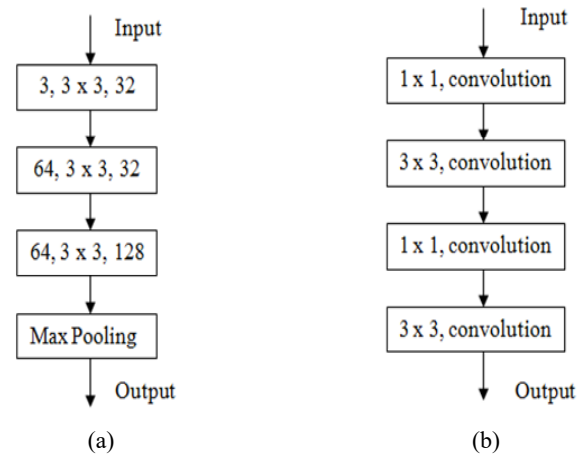 Input
3, 3 x 3, 32
64, 3 x 3, 32
64, 3 x 3, 128
Max Pooling
Output
(a)
Input
1 x 1, convolution
3 x 3, convolution
1 x 1, convolution
3 x 3, convolution
Output
(b)